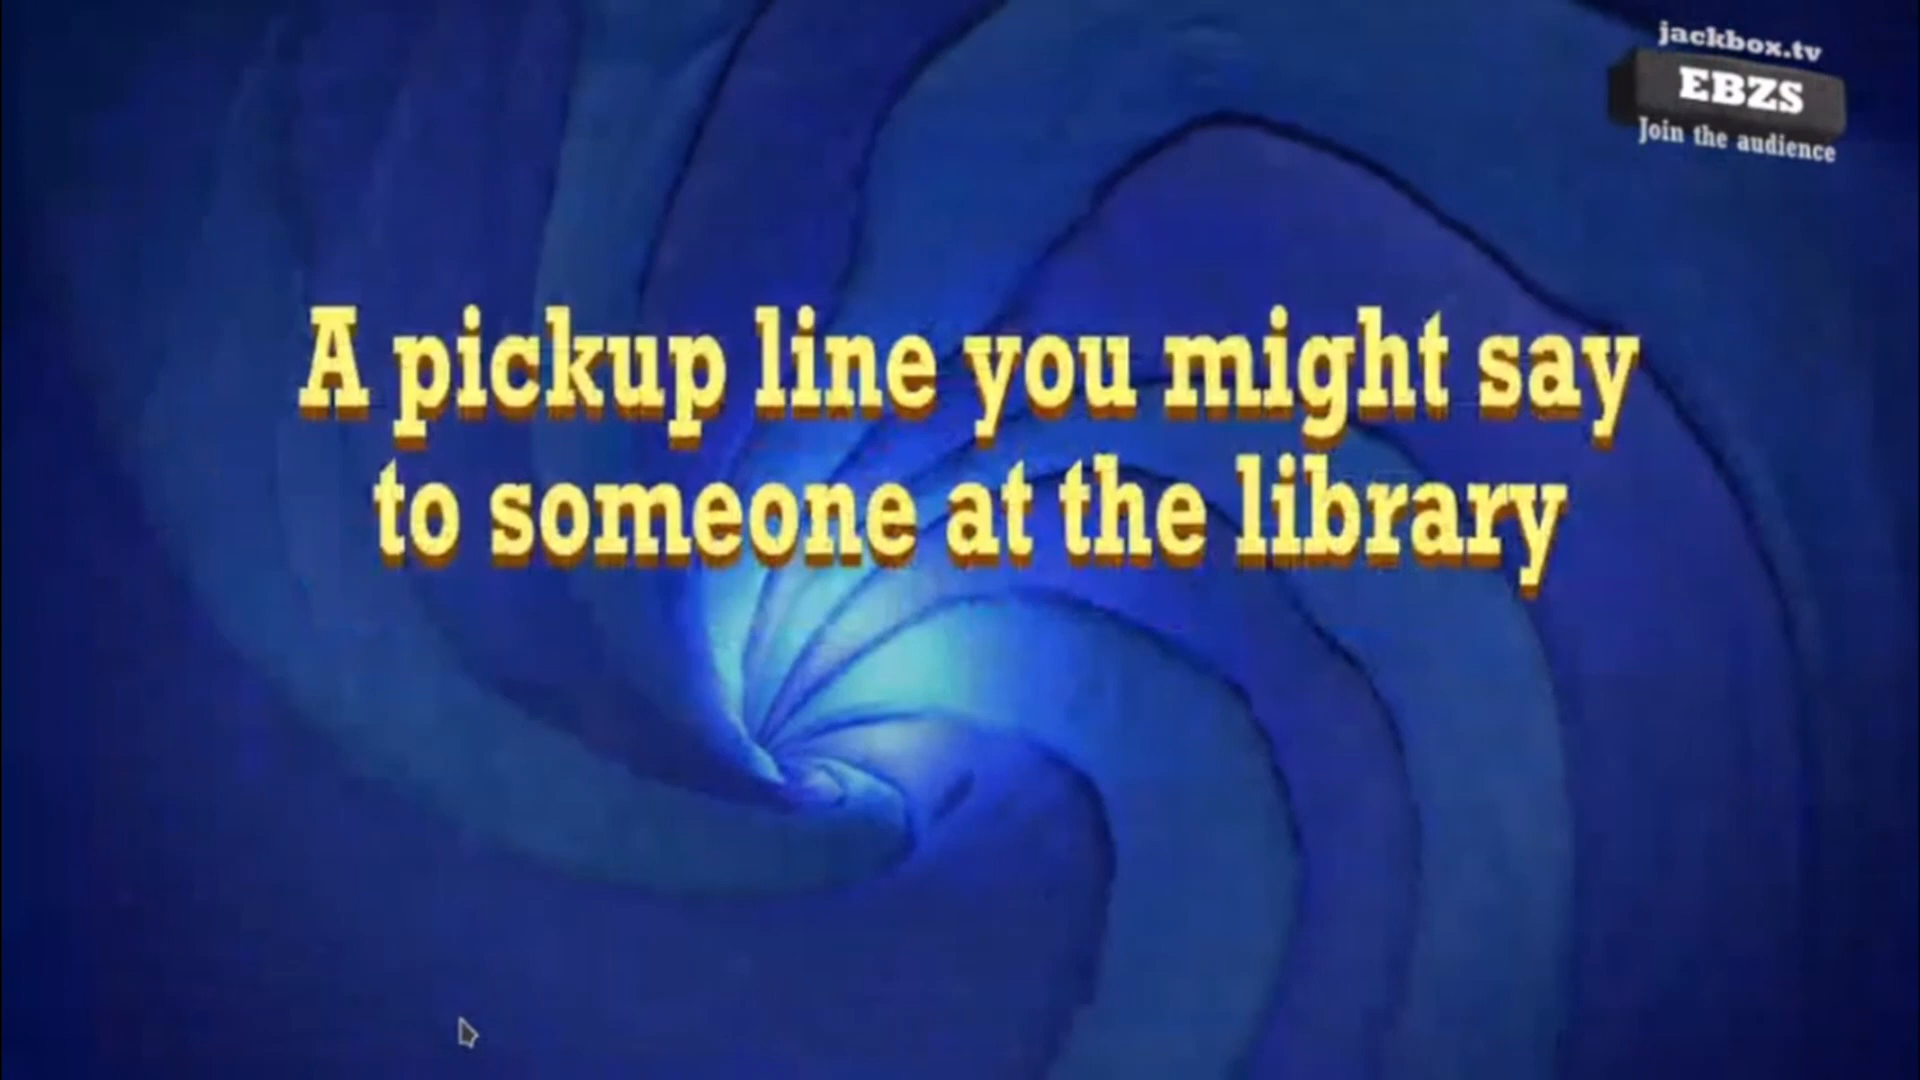 jackbox.tv
EBZS
Join the audience
A pickup line you might say
to someone at the library